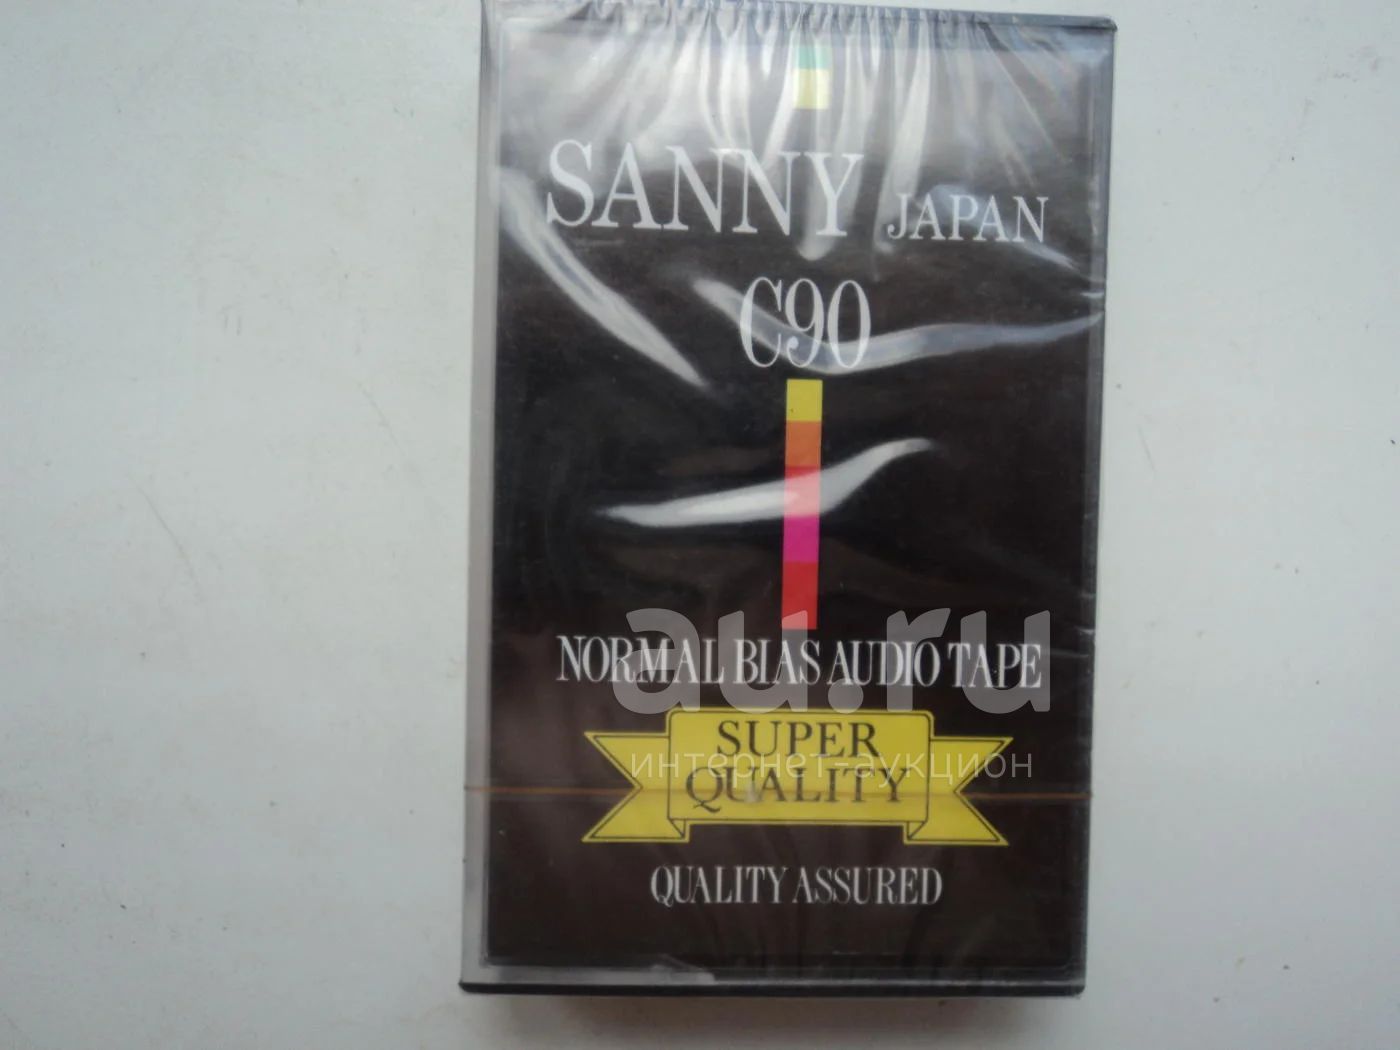 SANNY JAPAN
C90
NORMAL BIAS AUDIO TAPE
au.ru
SUPER
интернет-аукцион
QUALITY
QUALITY ASSURED